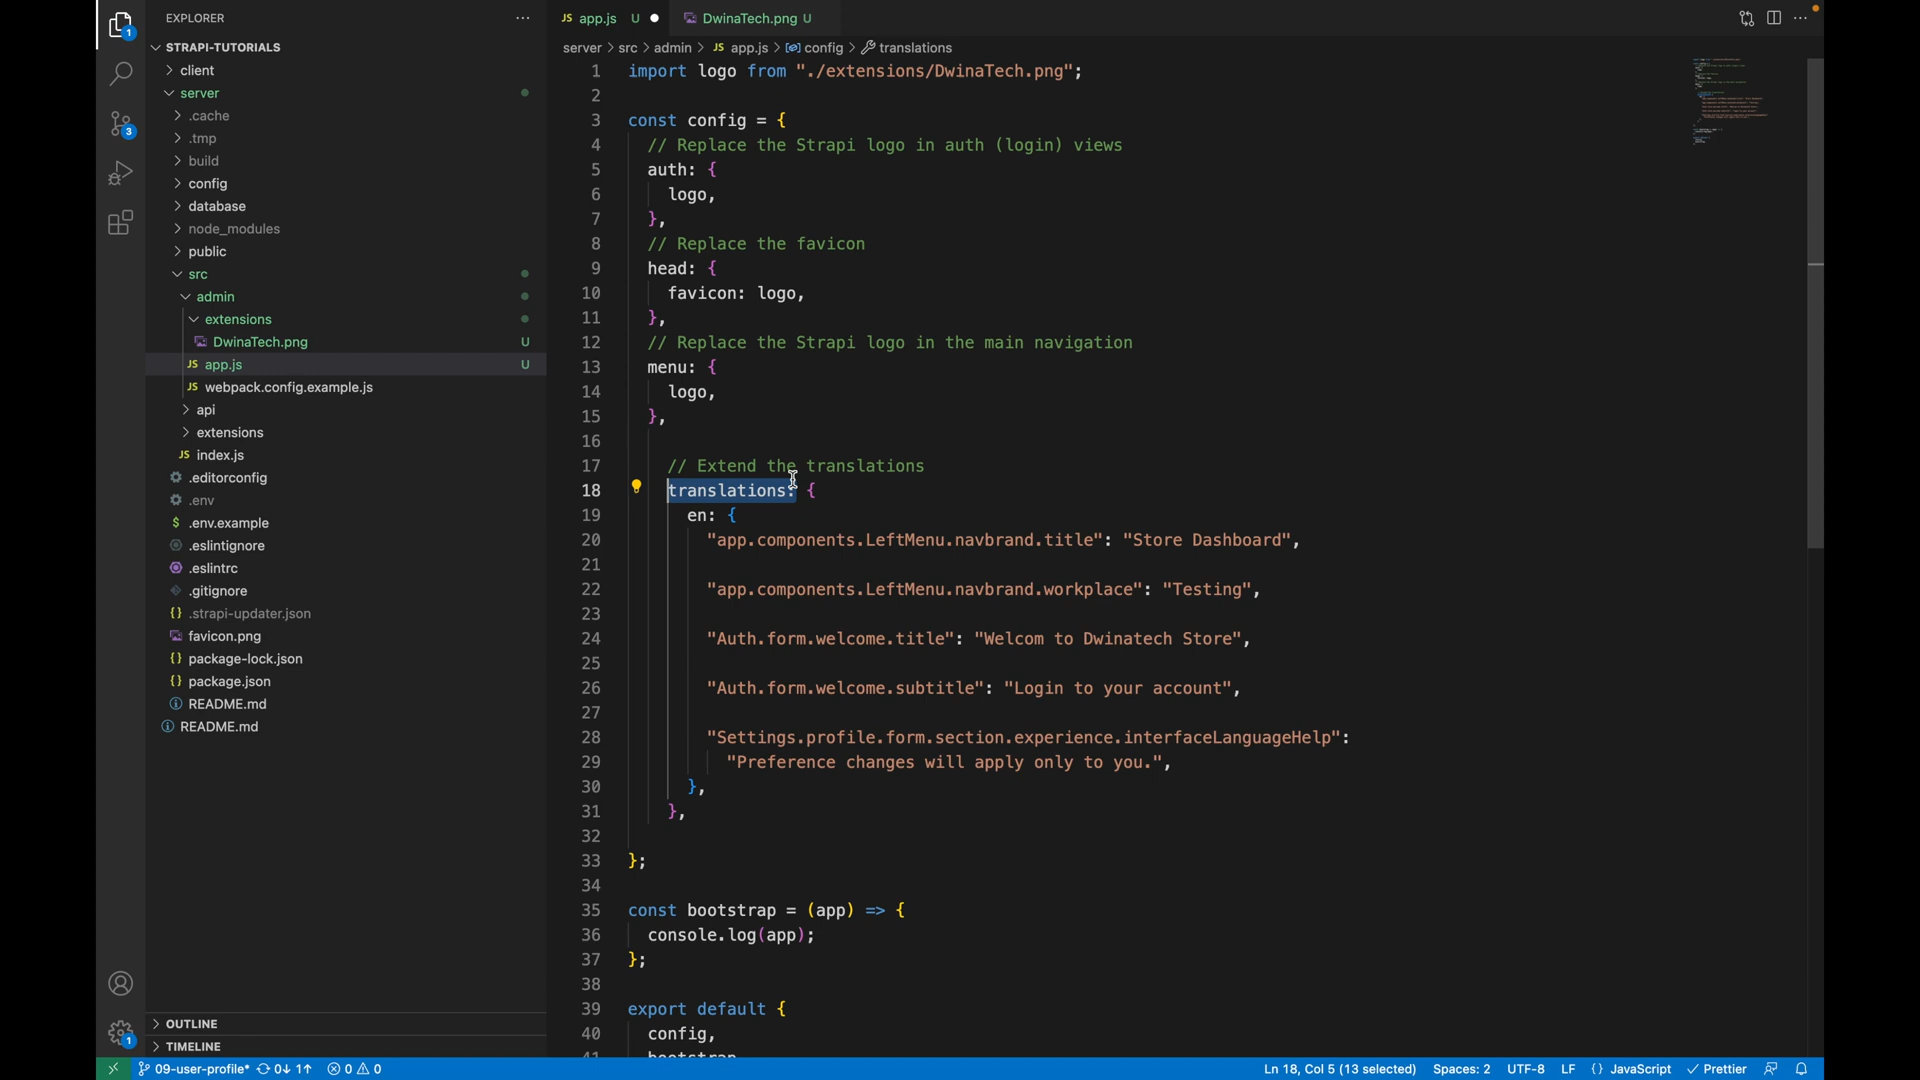 EXPLORER
STRAPI-TUTORIALS
client
server
.cache
.tmp
build
config
database
node_modules
public
src
admin
extensions
DwinaTech.png U
JS app.js U
JS webpack.config.example.js
api
extensions
JS index.js
.editorconfig
.env
$ .env.example
.eslintignore
.eslintrc
.gitignore
{} .strapi-updater.json
favicon.png
{} package-lock.json
{} package.json
README.md
README.md
OUTLINE
TIMELINE
1
3
1
JS app.js U
DwinaTech.png U
server > src > admin > JS app.js > config > translations
1 import logo from "./extensions/DwinaTech.png";
2
3 const config = {
4 // Replace the Strapi logo in auth (login) views
5 auth: {
6 logo,
7 },
8 // Replace the favicon
9 head: {
10 favicon: logo,
11 },
12 // Replace the Strapi logo in the main navigation
13 menu: {
14 logo,
15 },
16
17 // Extend the translations
18 translations: {
19 en: {
20 "app.components.LeftMenu.navbrand.title": "Store Dashboard",
21
22 "app.components.LeftMenu.navbrand.workplace": "Testing",
23
24 "Auth.form.welcome.title": "Welcom to Dwinatech Store",
25
26 "Auth.form.welcome.subtitle": "Login to your account",
27
28 "Settings.profile.form.section.experience.interfaceLanguageHelp":
29 "Preference changes will apply only to you.",
30 },
31 },
32
33 };
34
35 const bootstrap = (app) => {
36 console.log(app);
37 };
38
39 export default {
40 config,
41 bootstrap,
09-user-profile* 0↓ 1↑ 0 0
Ln 18, Col 5 (13 selected) Spaces: 2 UTF-8 LF {} JavaScript Prettier